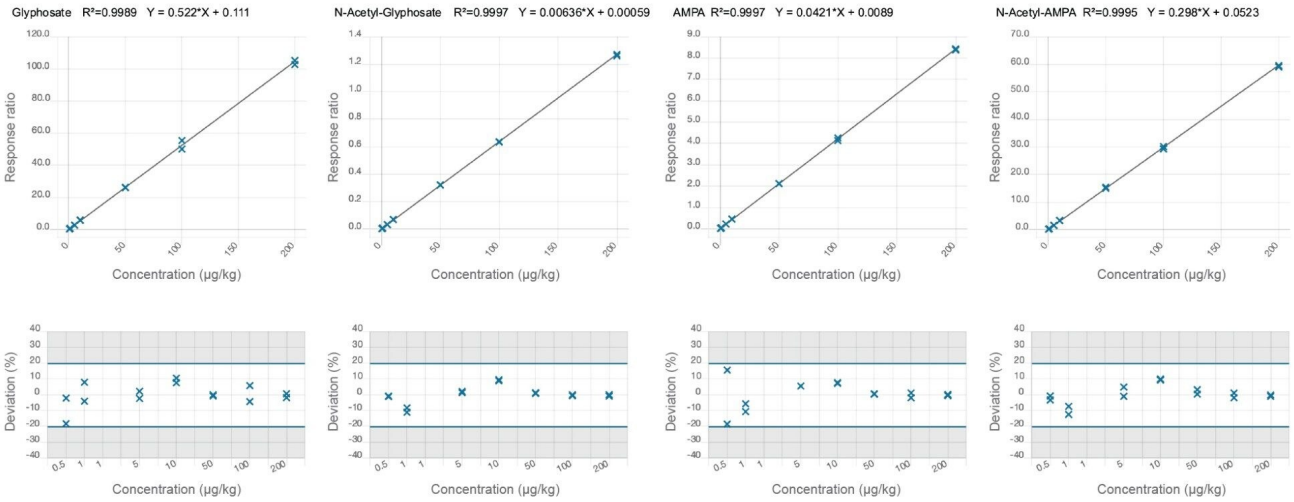 Glyphosate R²=0.9989 Y = 0.522*X + 0.111
N-Acetyl-Glyphosate R²=0.9997 Y = 0.00636*X + 0.00059
AMPA R²=0.9997 Y = 0.0421*X + 0.0089
N-Acetyl-AMPA R²=0.9995 Y = 0.298*X + 0.0523
Response ratio
120.0
100.0
80.0
60.0
40.0
20.0
0.0
0 50 100 150 200
Concentration (µg/kg)
Response ratio
1.4
1.2
1.0
0.8
0.6
0.4
0.2
0.0
0 50 100 150 200
Concentration (µg/kg)
Response ratio
9.0
8.0
7.0
6.0
5.0
4.0
3.0
2.0
1.0
0.0
0 50 100 150 200
Concentration (µg/kg)
Response ratio
70.0
60.0
50.0
40.0
30.0
20.0
10.0
0.0
0 50 100 150 200
Concentration (µg/kg)
Deviation (%)
40
30
20
10
0
-10
-20
-30
-40
0.5 1 1 5 10 50 100 200
Concentration (µg/kg)
Deviation (%)
40
30
20
10
0
-10
-20
-30
-40
0.5 1 1 5 10 50 100 200
Concentration (µg/kg)
Deviation (%)
40
30
20
10
0
-10
-20
-30
-40
0.5 1 1 5 10 50 100 200
Concentration (µg/kg)
Deviation (%)
40
30
20
10
0
-10
-20
-30
-40
0.5 1 1 5 10 50 100 200
Concentration (µg/kg)